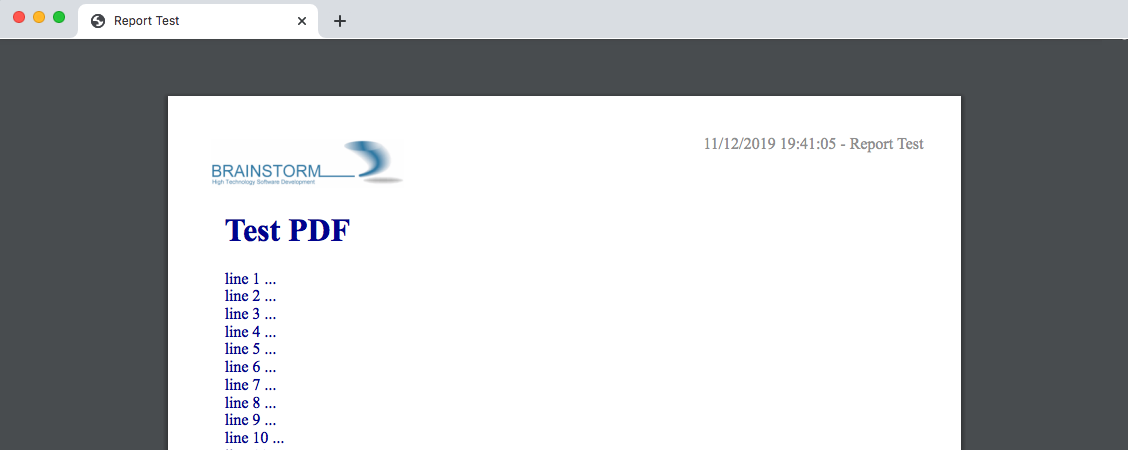 Report Test
11/12/2019 19:41:05 - Report Test
BRAINSTORM
High Technology Software Development
Test PDF
line 1 ...
line 2 ...
line 3 ...
line 4 ...
line 5 ...
line 6 ...
line 7 ...
line 8 ...
line 9 ...
line 10 ...